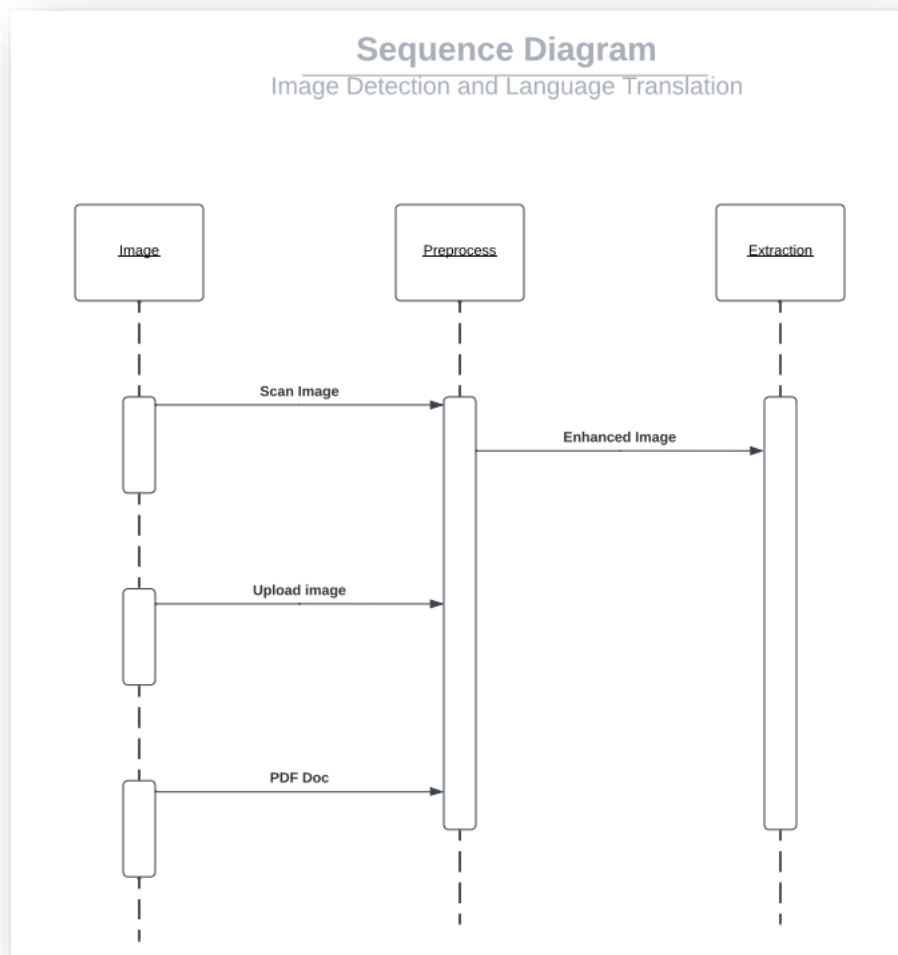 Sequence Diagram
Image Detection and Language Translation
Image
Preprocess
Extraction
Scan Image
Enhanced Image
Upload image
PDF Doc